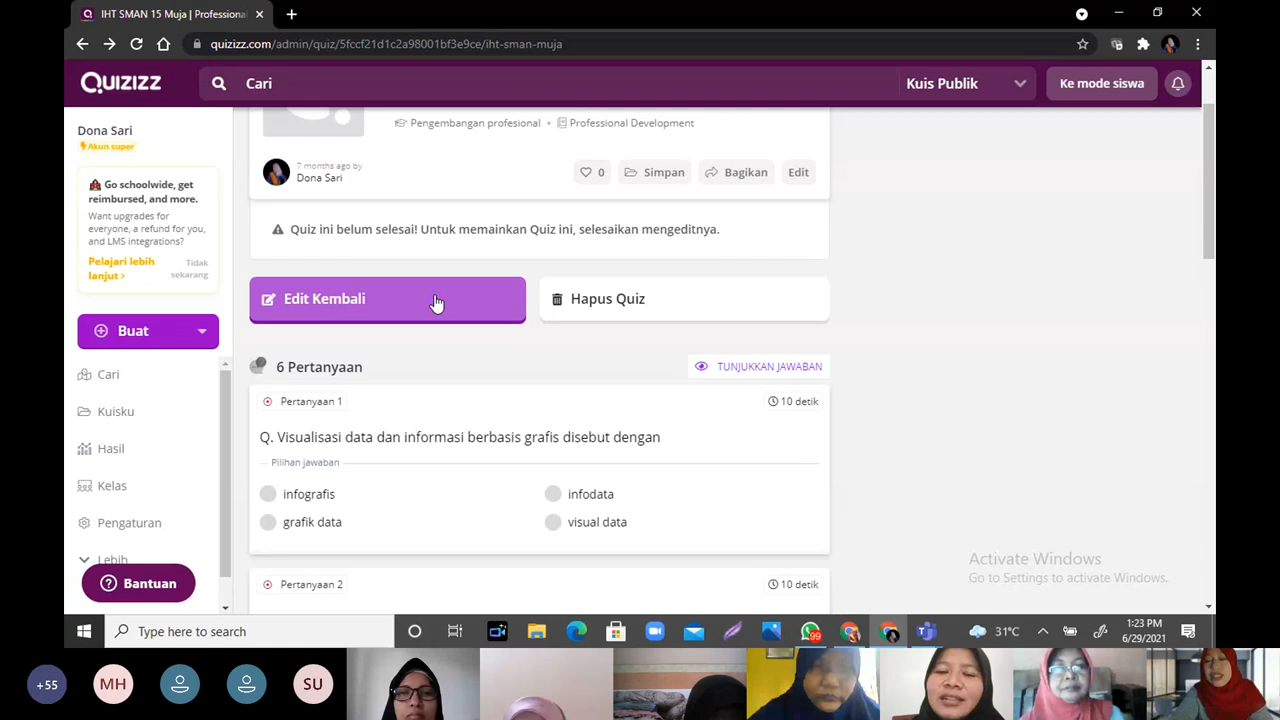 IHT SMAN 15 Muja | Professional
quizizz.com/admin/quiz/5fccf21d1c2a98001bf3e9ce/iht-sman-muja
QUIZIZZ
Cari
Kuis Publik
Ke mode siswa
Dona Sari
Akun super
Go schoolwide, get
reimbursed, and more.
Want upgrades for
everyone, a refund for you,
and LMS integrations?
Pelajari lebih
lanjut >
Tidak
sekarang
Buat
Cari
Kuisku
Hasil
Kelas
Pengaturan
Lebih
Bantuan
Pengembangan profesional • Professional Development
7 months ago by
Dona Sari
0
Simpan
Bagikan
Edit
Quiz ini belum selesai! Untuk memainkan Quiz ini, selesaikan mengeditnya.
Edit Kembali
Hapus Quiz
6 Pertanyaan
TUNJUKKAN JAWABAN
Pertanyaan 1
10 detik
Q. Visualisasi data dan informasi berbasis grafis disebut dengan
Pilihan jawaban
infografis
infodata
grafik data
visual data
Pertanyaan 2
10 detik
Activate Windows
Go to Settings to activate Windows.
Type here to search
99
31°C
1:23 PM
6/29/2021
+55
MH
SU